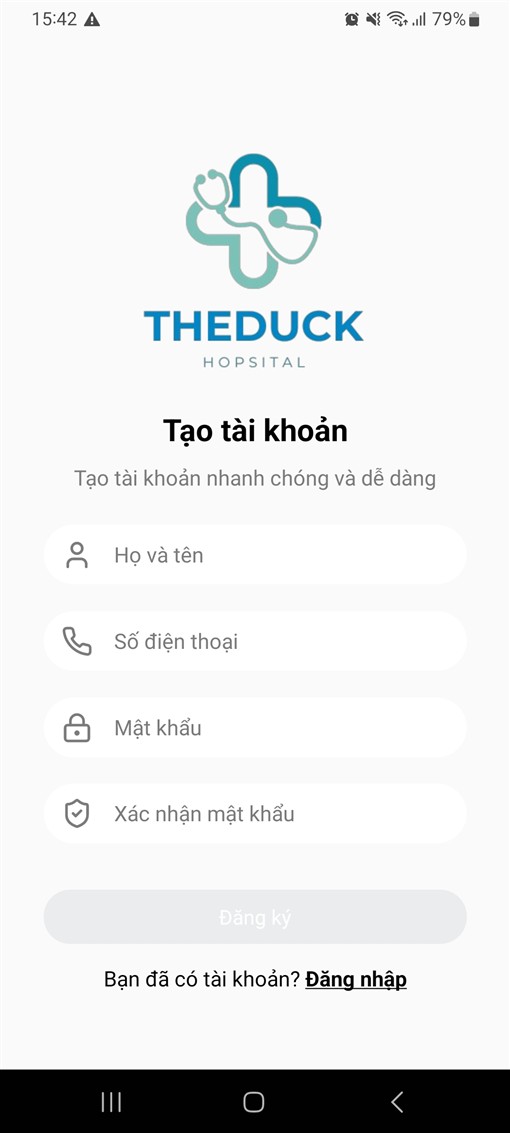 15:42
79%
THEDUCK
HOPSITAL
Tạo tài khoản
Tạo tài khoản nhanh chóng và dễ dàng
Họ và tên
Số điện thoại
Mật khẩu
Xác nhận mật khẩu
Đăng ký
Bạn đã có tài khoản? Đăng nhập